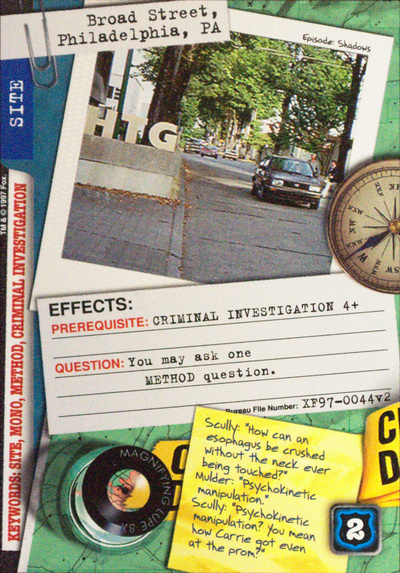 Broad Street,
Philadelphia, PA
Episode: Shadows
SITE
HTG
TM & © 1997 Fox.
KEYWORDS: SITE, MONO, METHOD, CRIMINAL INVESTIGATION
EFFECTS:
PREREQUISITE: CRIMINAL INVESTIGATION 4+
QUESTION: You may ask one
METHOD question.
Bureau File Number: XF97-0044v2
Scully: "How can an
esophagus be crushed
without the neck ever
being touched?"
Mulder: "Psychokinetic
manipulation."
Scully: "Psychokinetic
manipulation? You mean
how Carrie got even
at the prom?"
MAGNIFYING LUPE 8X
2